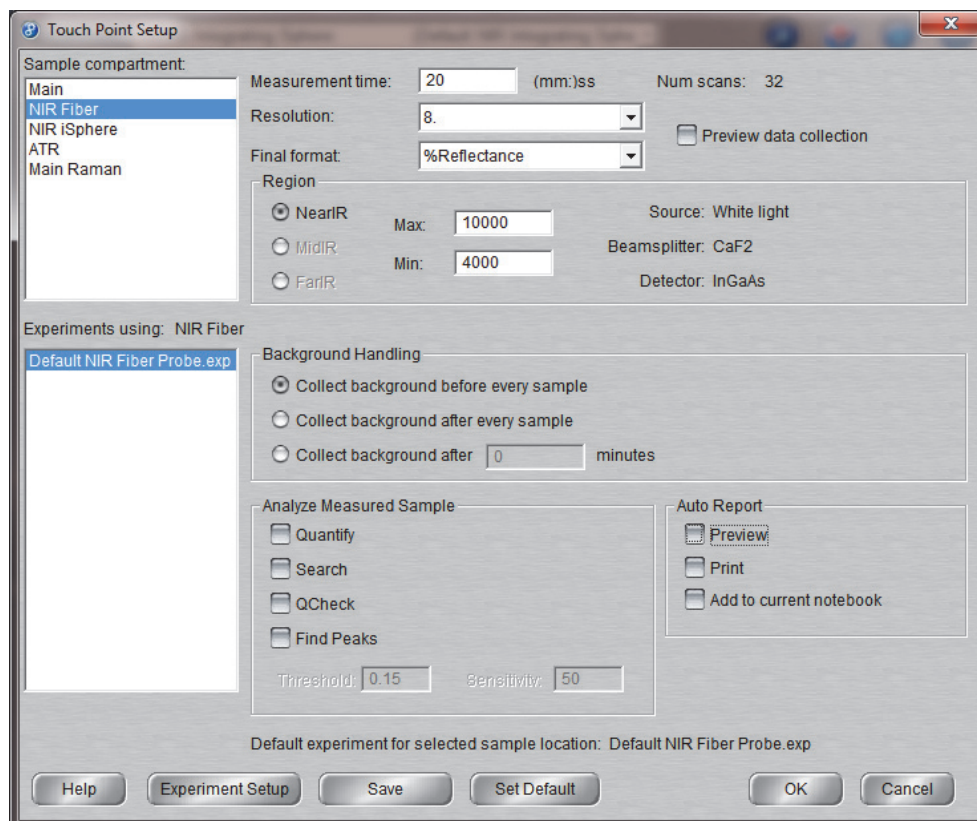 Touch Point Setup
Sample compartment:
Main
NIR Fiber
NIR iSphere
ATR
Main Raman
Measurement time: 20 (mm:)ss Num scans: 32
Resolution: 8.
Preview data collection
Final format: %Reflectance
Region
NearIR
MidIR
FarIR
Max: 10000
Min: 4000
Source: White light
Beamsplitter: CaF2
Detector: InGaAs
Experiments using: NIR Fiber
Default NIR Fiber Probe.exp
Background Handling
Collect background before every sample
Collect background after every sample
Collect background after 0 minutes
Analyze Measured Sample
Quantify
Search
QCheck
Find Peaks
Threshold: 0.15 Sensitivity: 50
Auto Report
Preview
Print
Add to current notebook
Default experiment for selected sample location: Default NIR Fiber Probe.exp
Help Experiment Setup Save Set Default OK Cancel